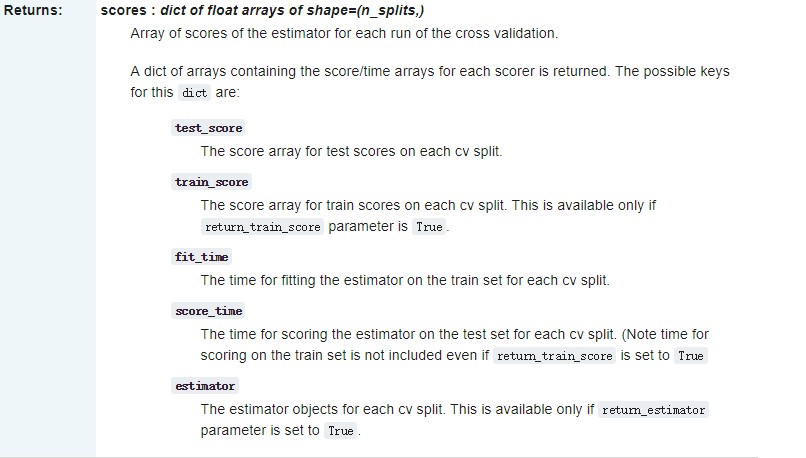 Returns: scores : dict of float arrays of shape=(n_splits,)
Array of scores of the estimator for each run of the cross validation.
A dict of arrays containing the score/time arrays for each scorer is returned. The possible keys
for this dict are:
test_score
The score array for test scores on each cv split.
train_score
The score array for train scores on each cv split. This is available only if
return_train_score parameter is True.
fit_time
The time for fitting the estimator on the train set for each cv split.
score_time
The time for scoring the estimator on the test set for each cv split. (Note time for
scoring on the train set is not included even if return_train_score is set to True
estimator
The estimator objects for each cv split. This is available only if return_estimator
parameter is set to True.